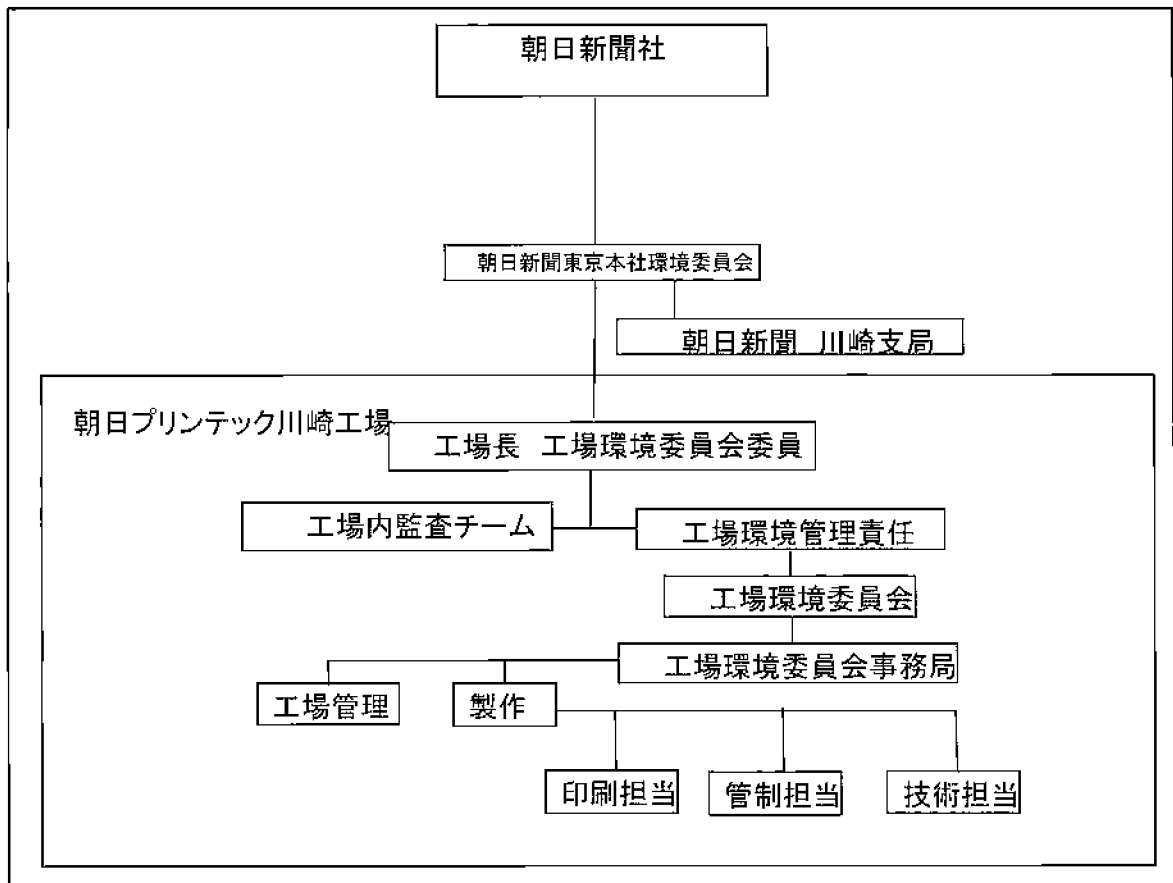 朝日新聞社
朝日新聞東京本社環境委員会
朝日新聞 川崎支局
朝日プリンテック川崎工場
工場長 工場環境委員会委員
工場内監査チーム
工場環境管理責任
工場環境委員会
工場環境委員会事務局
工場管理
製作
印刷担当
管制担当
技術担当